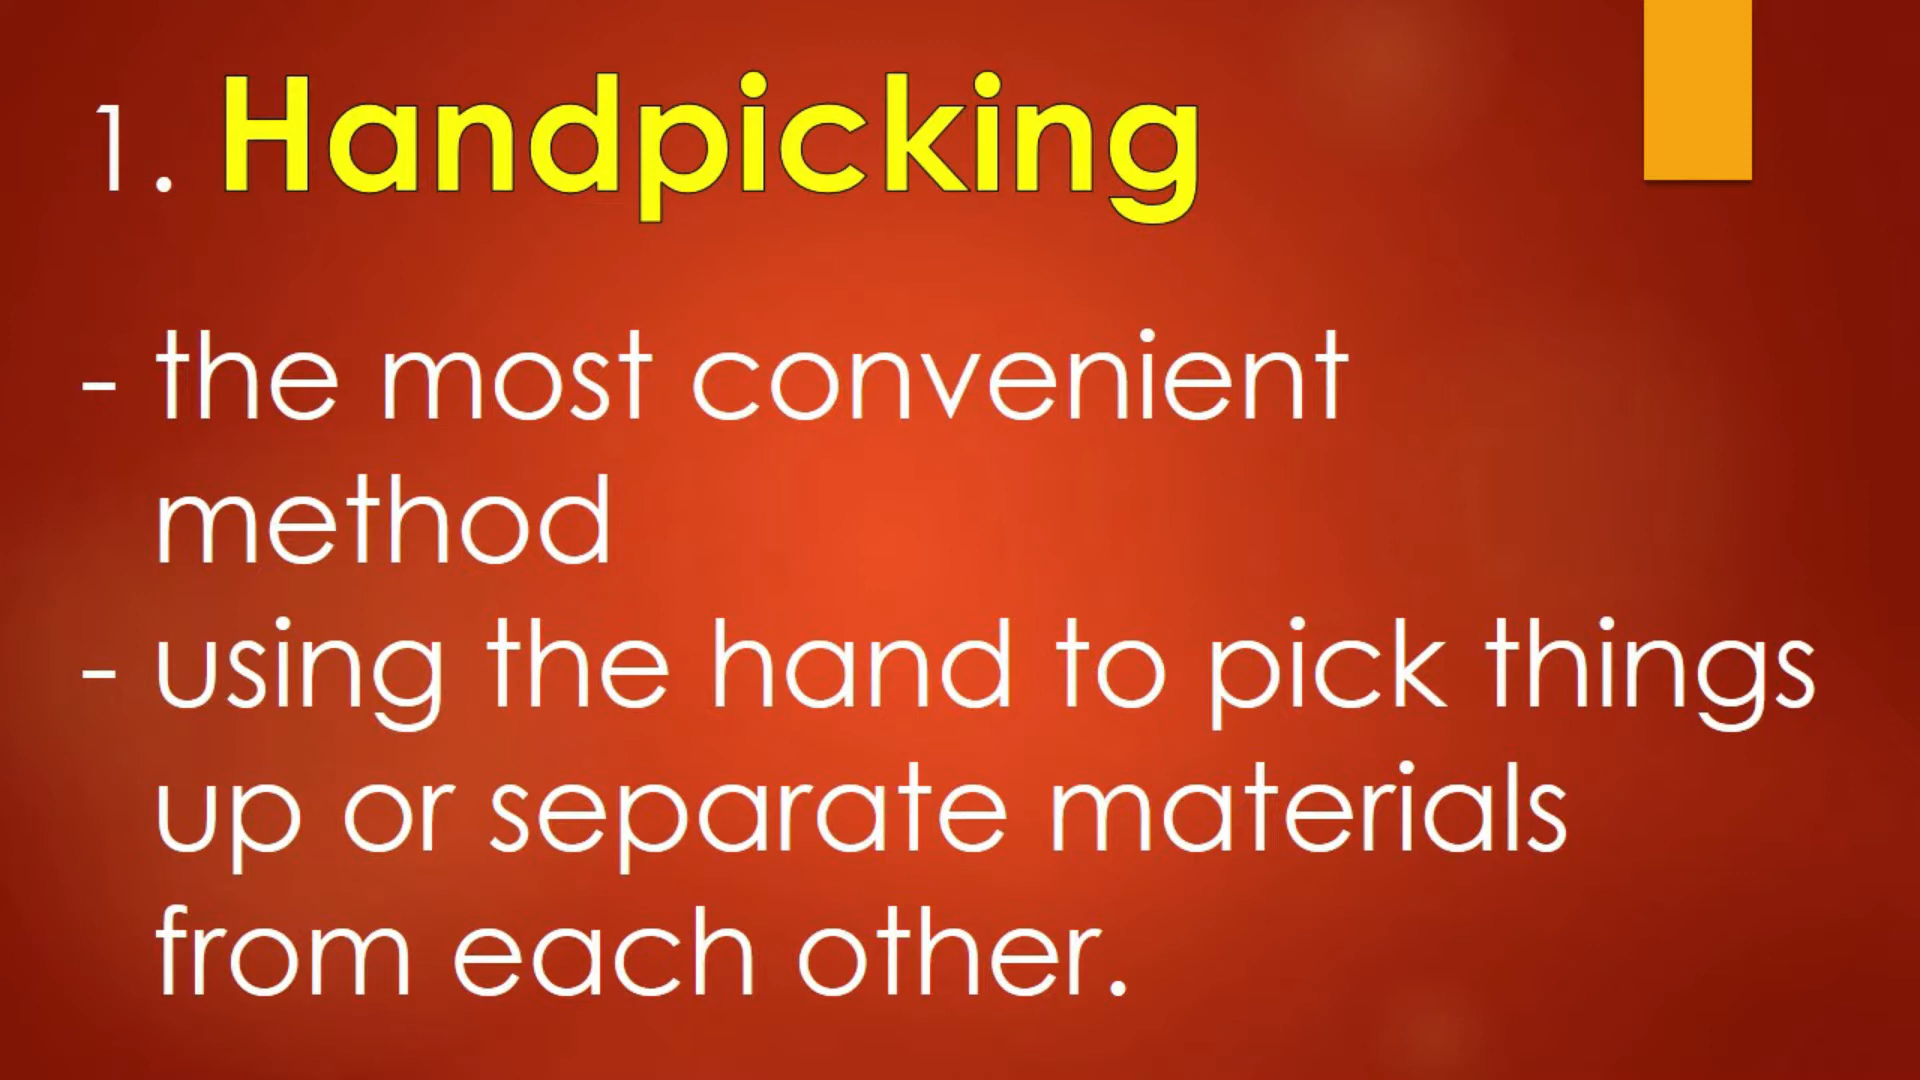 1. Handpicking
- the most convenient
method
- using the hand to pick things
up or separate materials
from each other.